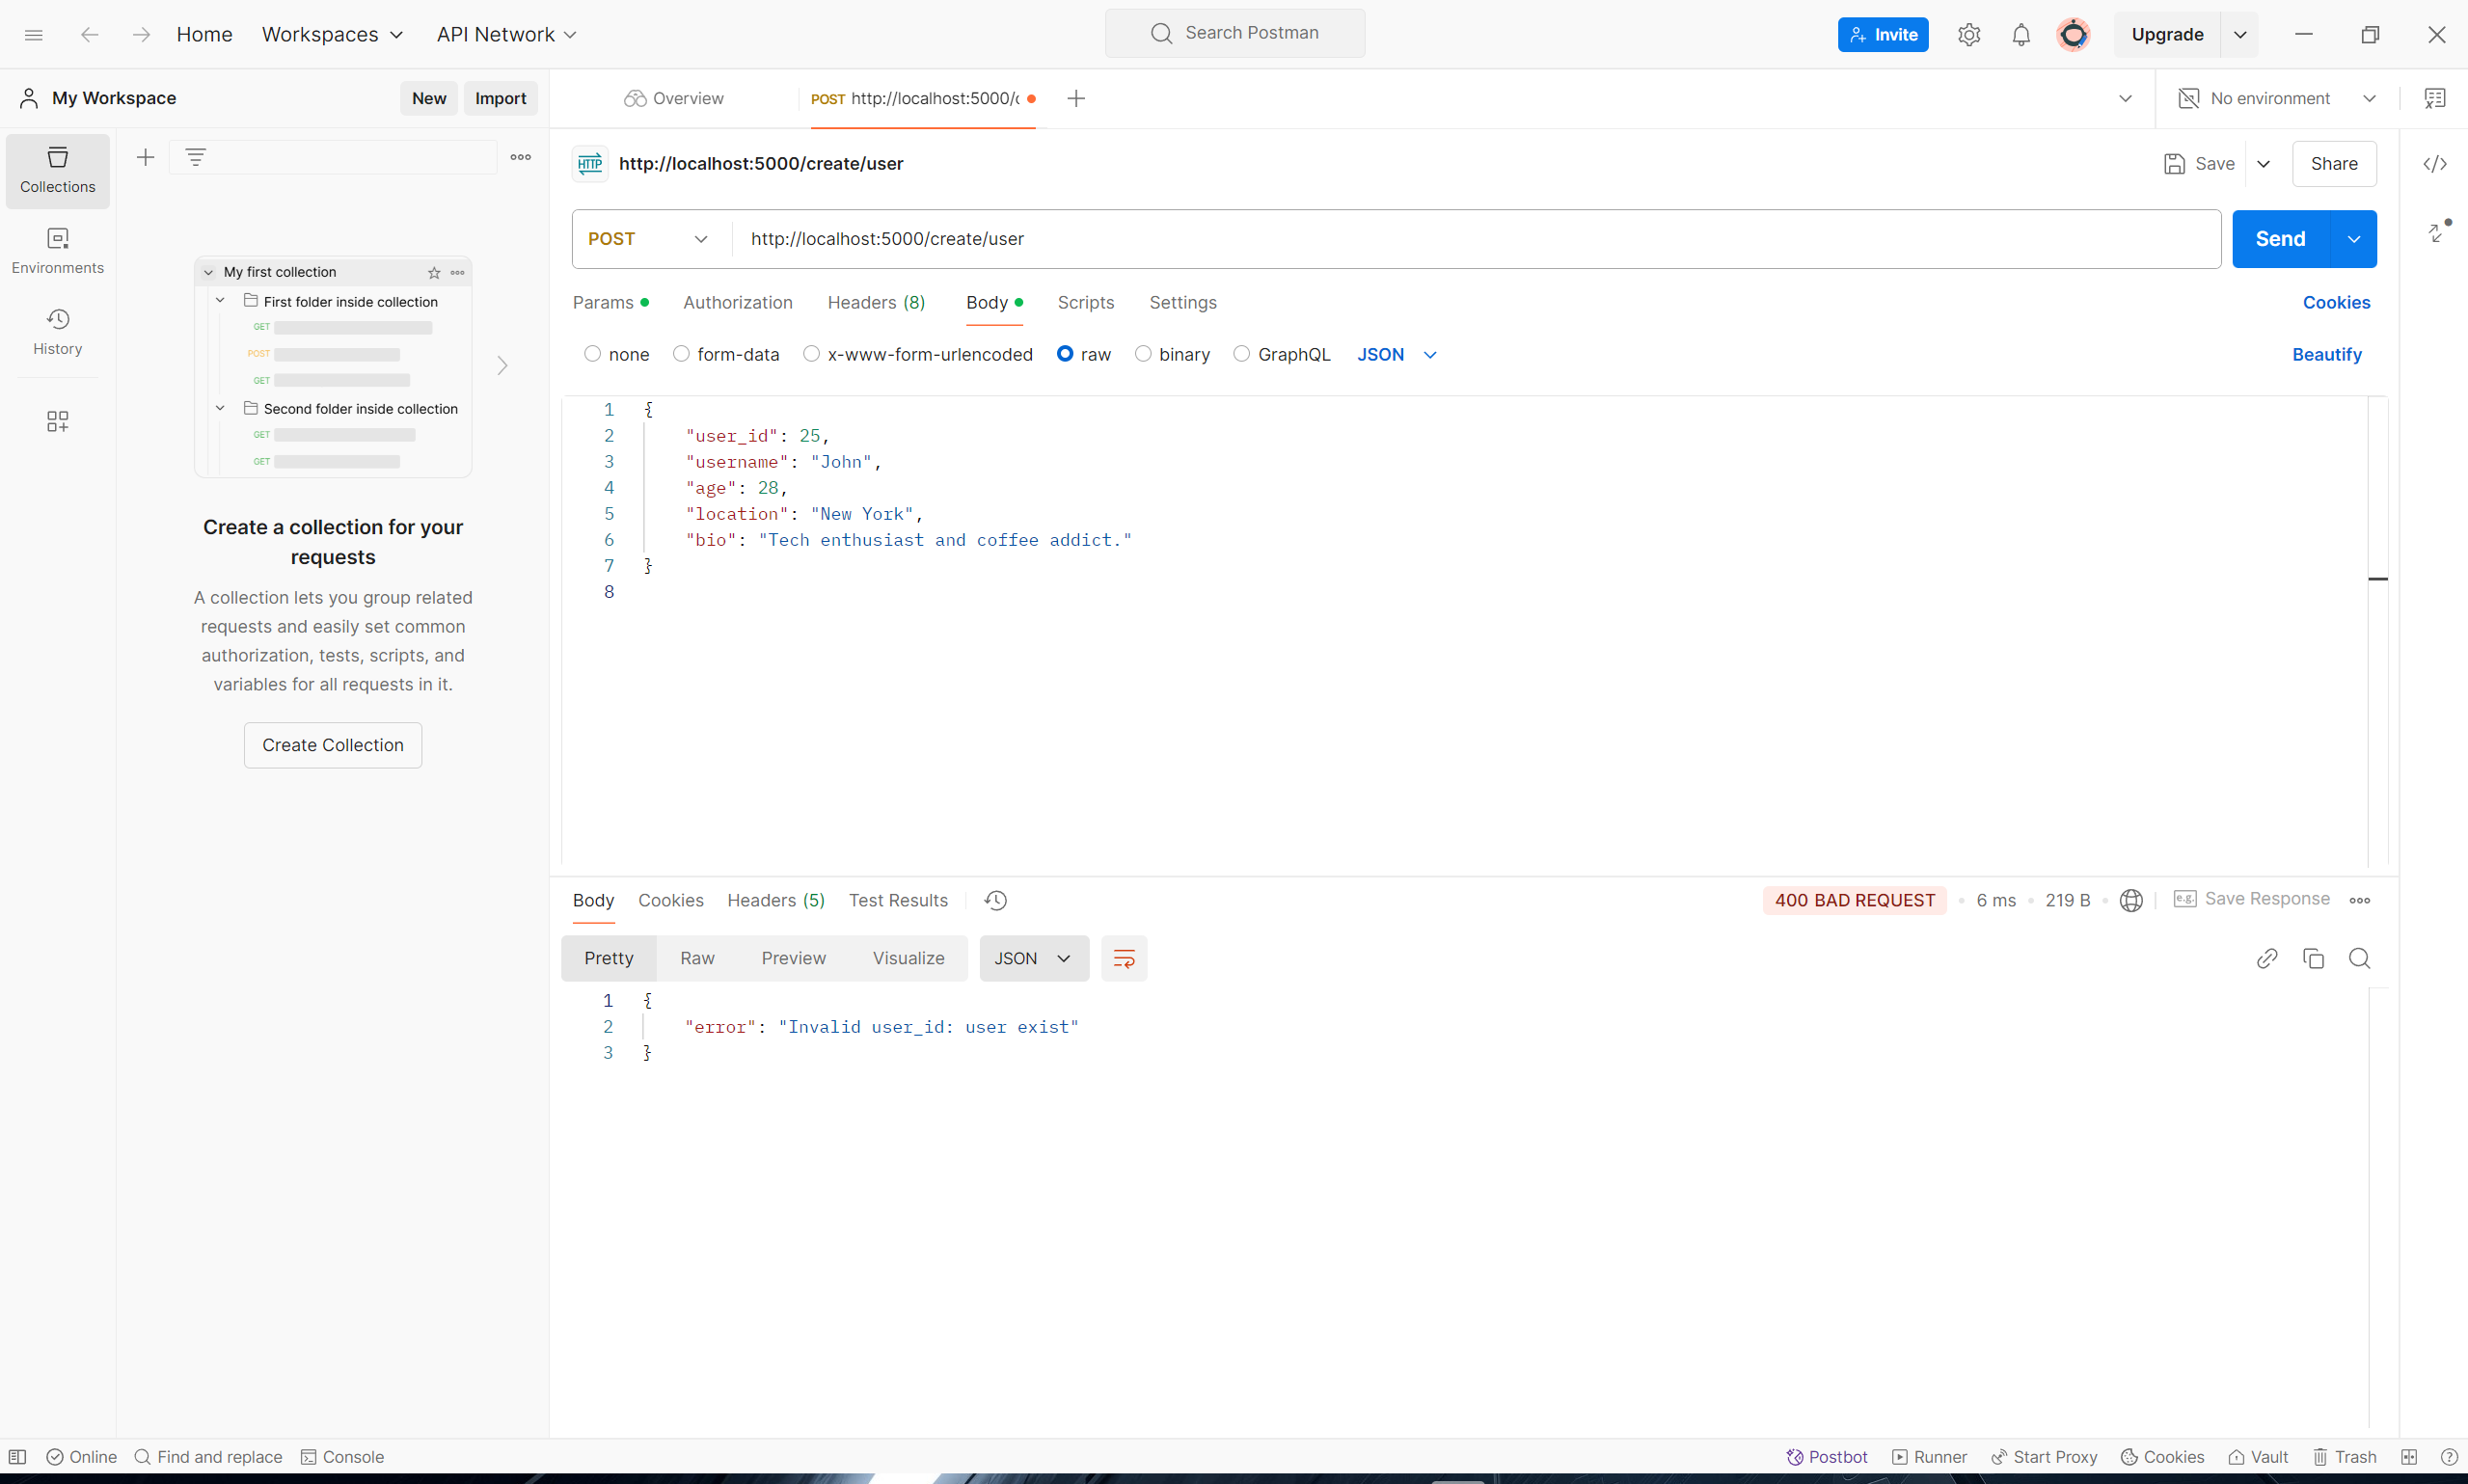 Home
Workspaces
API Network
Search Postman
Invite
Upgrade
My Workspace
New
Import
Overview
POST http://localhost:5000/c
No environment
Collections
Environments
History
HTTP
http://localhost:5000/create/user
Save
Share
POST
http://localhost:5000/create/user
Send
Params
Authorization
Headers (8)
Body
Scripts
Settings
Cookies
none
form-data
x-www-form-urlencoded
raw
binary
GraphQL
JSON
Beautify
My first collection
First folder inside collection
GET
POST
GET
Second folder inside collection
GET
GET
Create a collection for your
requests
A collection lets you group related
requests and easily set common
authorization, tests, scripts, and
variables for all requests in it.
Create Collection
1 {
2 "user_id": 25,
3 "username": "John",
4 "age": 28,
5 "location": "New York",
6 "bio": "Tech enthusiast and coffee addict."
7 }
8
Body
Cookies
Headers (5)
Test Results
400 BAD REQUEST
6 ms
219 B
e.g.
Save Response
Pretty
Raw
Preview
Visualize
JSON
1 {
2 "error": "Invalid user_id: user exist"
3 }
Online
Find and replace
Console
Postbot
Runner
Start Proxy
Cookies
Vault
Trash